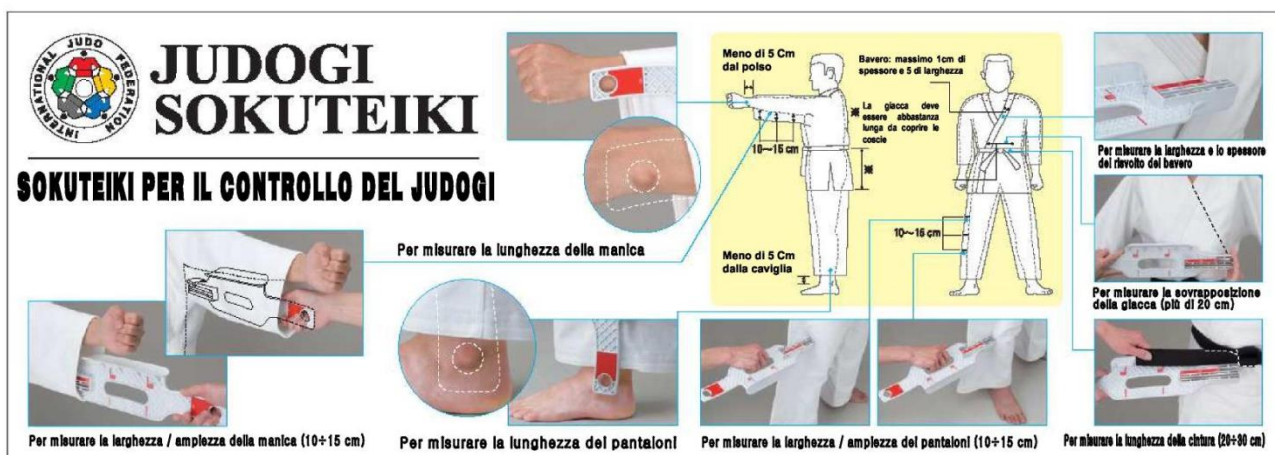 INTERNATIONAL JUDO FEDERATION
JUDOGI
SOKUTEIKI
SOKUTEIKI PER IL CONTROLLO DEL JUDOGI
Per misurare la lunghezza della manica
Per misurare la larghezza / ampiezza della manica (10÷15 cm)
Per misurare la lunghezza dei pantaloni
Meno di 5 Cm
dal polso
10~15 cm
Bavero: massimo 1cm di
spessore e 5 di larghezza
※ La giacca deve
essere abbastanza
lunga da coprire le
coscie
※
10~15 cm
Meno di 5 Cm
dalla caviglia
Per misurare la larghezza / ampiezza dei pantaloni (10÷15 cm)
Per misurare la larghezza e lo spessore
del risvolto del bavero
Per misurare la sovrapposizione
della giacca (più di 20 cm)
Per misurare la lunghezza della cintura (20÷30 cm)